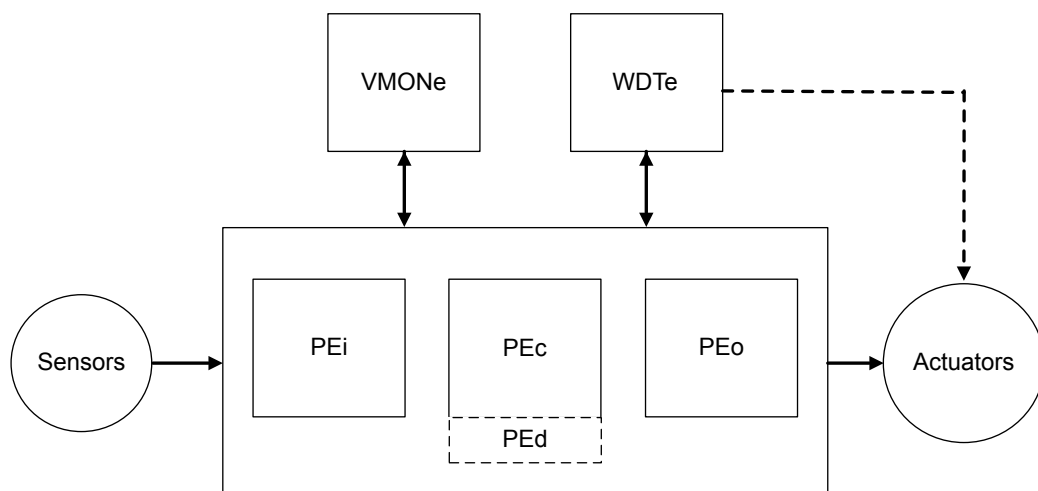 VMONe
WDTe
Sensors
PEi
PEc
PEo
Actuators
PEd